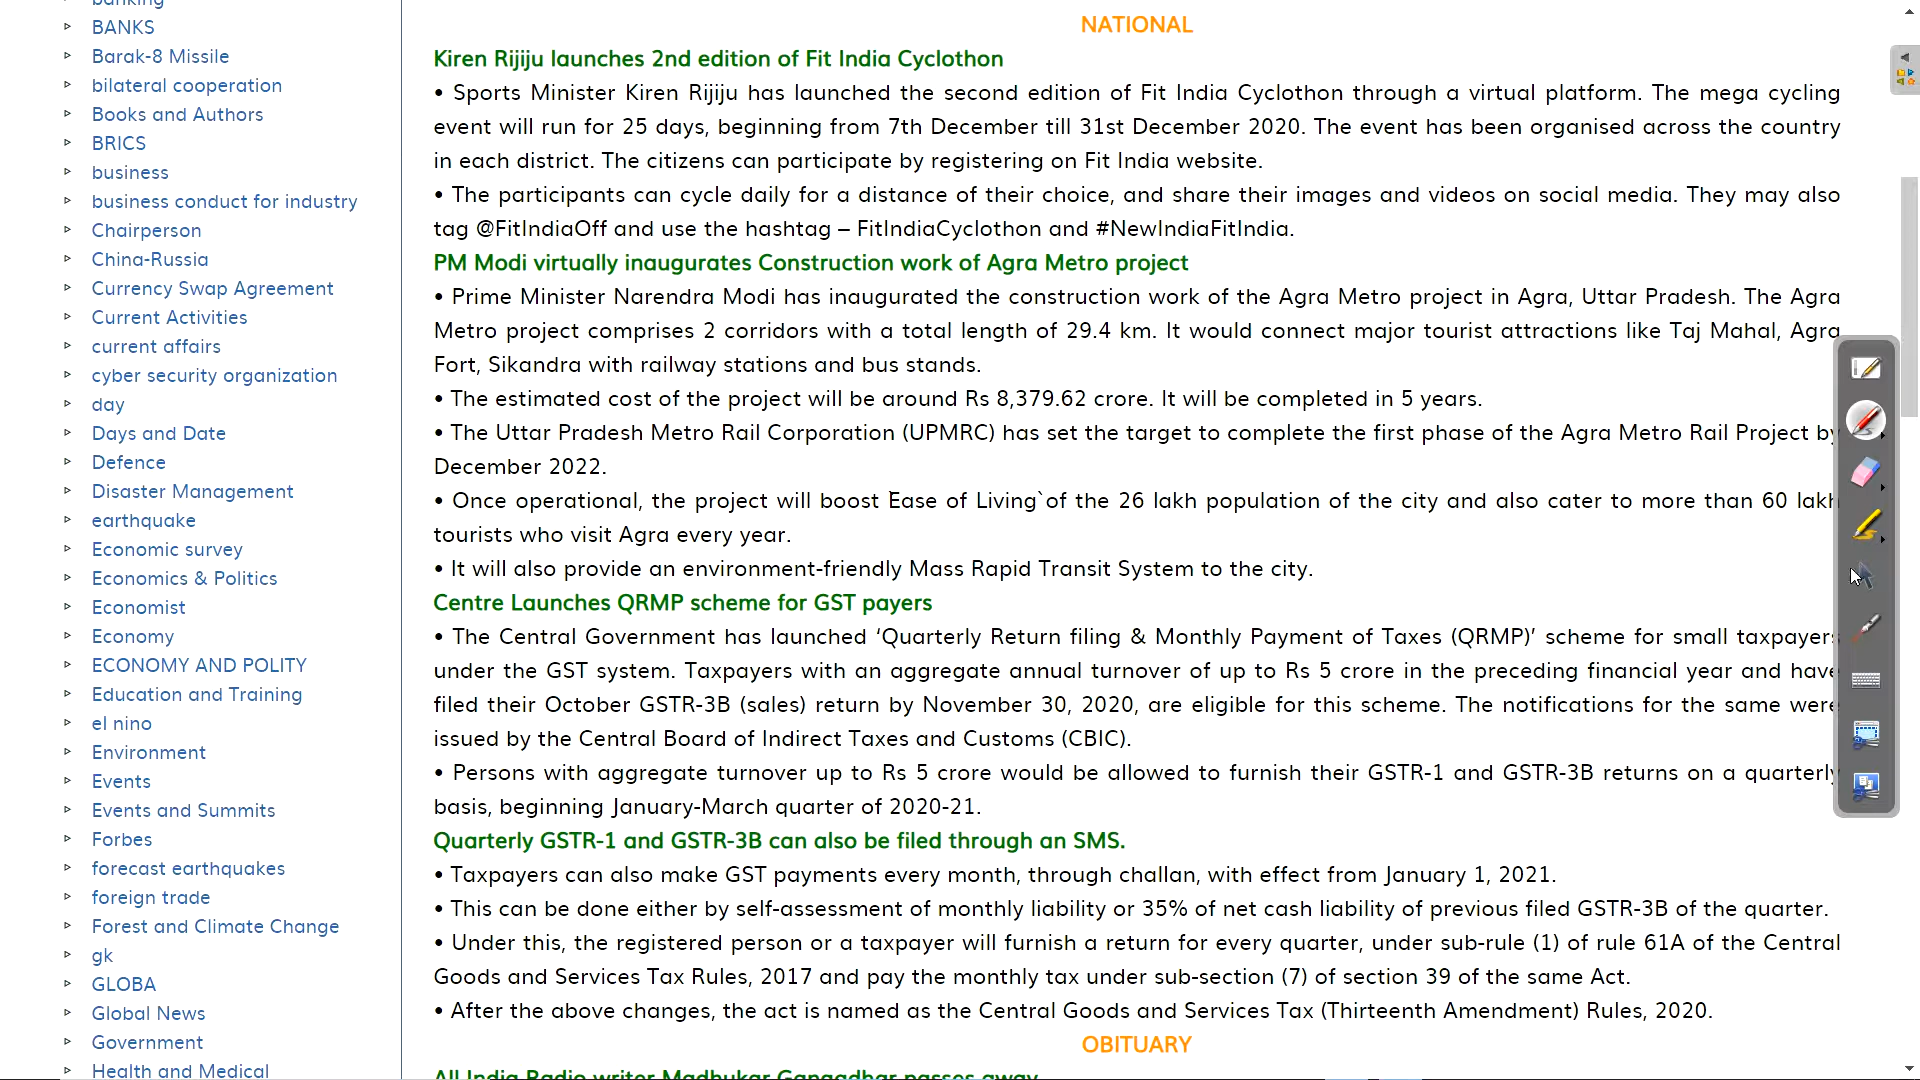 banking
BANKS
Barak-8 Missile
bilateral cooperation
Books and Authors
BRICS
business
business conduct for industry
Chairperson
China-Russia
Currency Swap Agreement
Current Activities
current affairs
cyber security organization
day
Days and Date
Defence
Disaster Management
earthquake
Economic survey
Economics & Politics
Economist
Economy
ECONOMY AND POLITY
Education and Training
el nino
Environment
Events
Events and Summits
Forbes
forecast earthquakes
foreign trade
Forest and Climate Change
gk
GLOBA
Global News
Government
Health and Medical
NATIONAL
Kiren Rijiju launches 2nd edition of Fit India Cyclothon
• Sports Minister Kiren Rijiju has launched the second edition of Fit India Cyclothon through a virtual platform. The mega cycling
event will run for 25 days, beginning from 7th December till 31st December 2020. The event has been organised across the country
in each district. The citizens can participate by registering on Fit India website.
• The participants can cycle daily for a distance of their choice, and share their images and videos on social media. They may also
tag @FitIndiaOff and use the hashtag – FitIndiaCyclothon and #NewIndiaFitIndia.
PM Modi virtually inaugurates Construction work of Agra Metro project
• Prime Minister Narendra Modi has inaugurated the construction work of the Agra Metro project in Agra, Uttar Pradesh. The Agra
Metro project comprises 2 corridors with a total length of 29.4 km. It would connect major tourist attractions like Taj Mahal, Agra
Fort, Sikandra with railway stations and bus stands.
• The estimated cost of the project will be around Rs 8,379.62 crore. It will be completed in 5 years.
• The Uttar Pradesh Metro Rail Corporation (UPMRC) has set the target to complete the first phase of the Agra Metro Rail Project by
December 2022.
• Once operational, the project will boost `Ease of Living` of the 26 lakh population of the city and also cater to more than 60 lakh
tourists who visit Agra every year.
• It will also provide an environment-friendly Mass Rapid Transit System to the city.
Centre Launches QRMP scheme for GST payers
• The Central Government has launched ‘Quarterly Return filing & Monthly Payment of Taxes (QRMP)’ scheme for small taxpayers
under the GST system. Taxpayers with an aggregate annual turnover of up to Rs 5 crore in the preceding financial year and have
filed their October GSTR-3B (sales) return by November 30, 2020, are eligible for this scheme. The notifications for the same were
issued by the Central Board of Indirect Taxes and Customs (CBIC).
• Persons with aggregate turnover up to Rs 5 crore would be allowed to furnish their GSTR-1 and GSTR-3B returns on a quarterly
basis, beginning January-March quarter of 2020-21.
Quarterly GSTR-1 and GSTR-3B can also be filed through an SMS.
• Taxpayers can also make GST payments every month, through challan, with effect from January 1, 2021.
• This can be done either by self-assessment of monthly liability or 35% of net cash liability of previous filed GSTR-3B of the quarter.
• Under this, the registered person or a taxpayer will furnish a return for every quarter, under sub-rule (1) of rule 61A of the Central
Goods and Services Tax Rules, 2017 and pay the monthly tax under sub-section (7) of section 39 of the same Act.
• After the above changes, the act is named as the Central Goods and Services Tax (Thirteenth Amendment) Rules, 2020.
OBITUARY
All India Radio writer Madhukar Gangadhar passes away